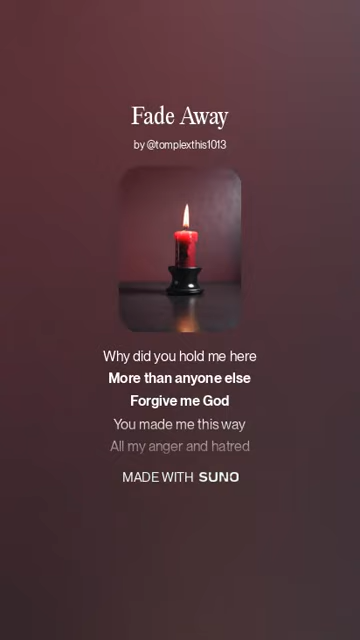 Fade Away
by @tomplexthis1013
Why did you hold me here
More than anyone else
Forgive me God
You made me this way
All my anger and hatred
MADE WITH SUNO